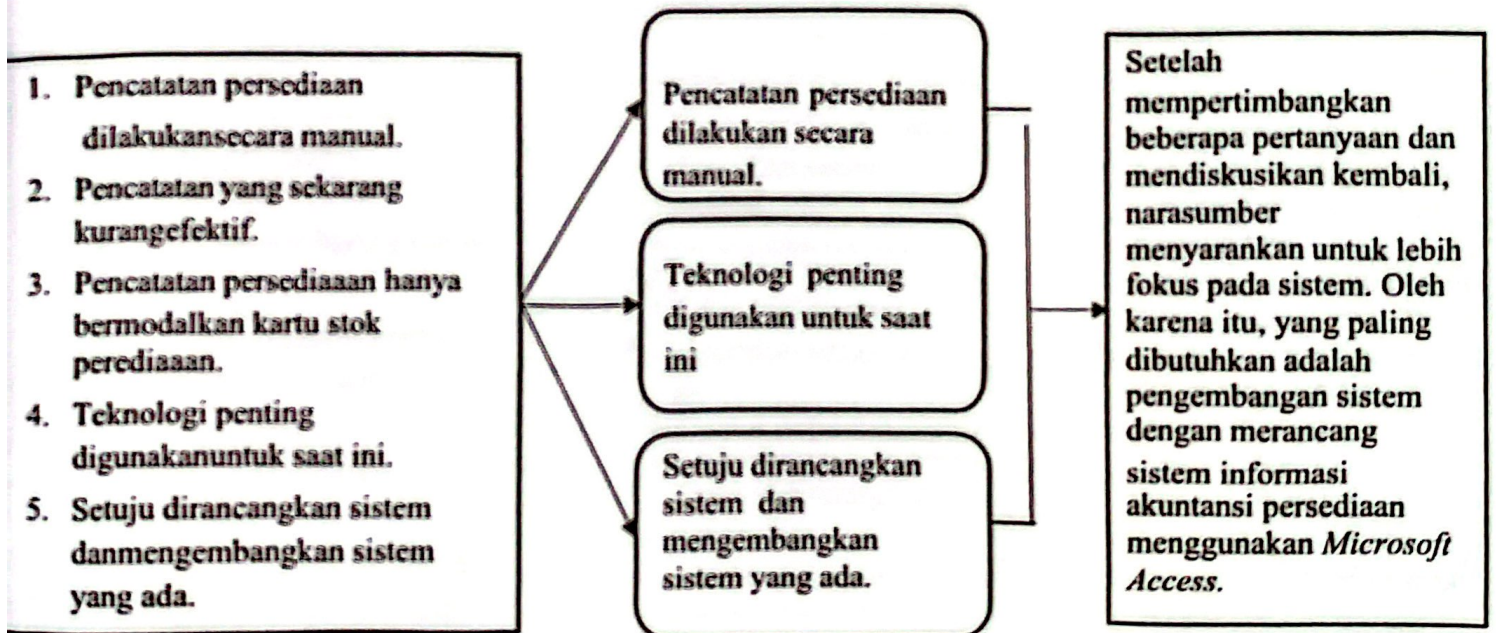 1. Pencatatan persediaan
dilakukansecara manual.
2. Pencatatan yang sekarang
kurangefektif.
3. Pencatatan persediaaan hanya
bermodalkan kartu stok
perediaaan.
4. Teknologi penting
digunakanuntuk saat ini.
5. Setuju dirancangkan sistem
danmengembangkan sistem
yang ada.
Pencatatan persediaan
dilakukan secara
manual.
Teknologi penting
digunakan untuk saat
ini
Setuju dirancangkan
sistem dan
mengembangkan
sistem yang ada.
Setelah
mempertimbangkan
beberapa pertanyaan dan
mendiskusikan kembali,
narasumber
menyarankan untuk lebih
fokus pada sistem. Oleh
karena itu, yang paling
dibutuhkan adalah
pengembangan sistem
dengan merancang
sistem informasi
akuntansi persediaan
menggunakan Microsoft
Access.